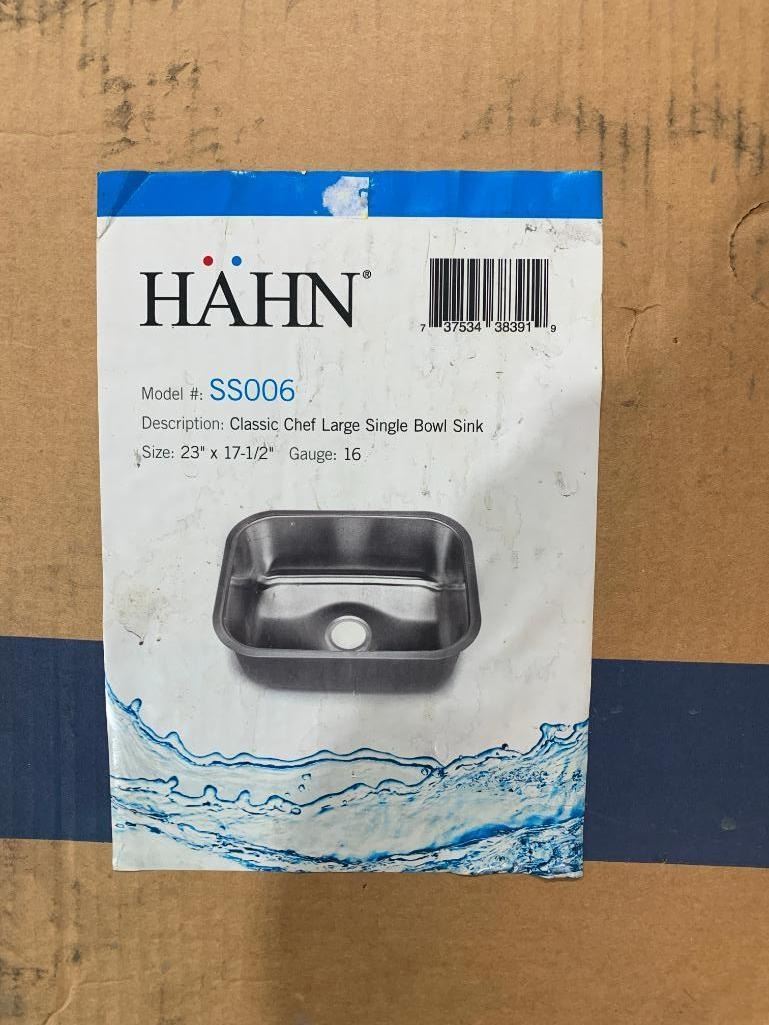 HÄHN®
7 37534 38391 9
Model #: SS006
Description: Classic Chef Large Single Bowl Sink
Size: 23" x 17-1/2" Gauge: 16